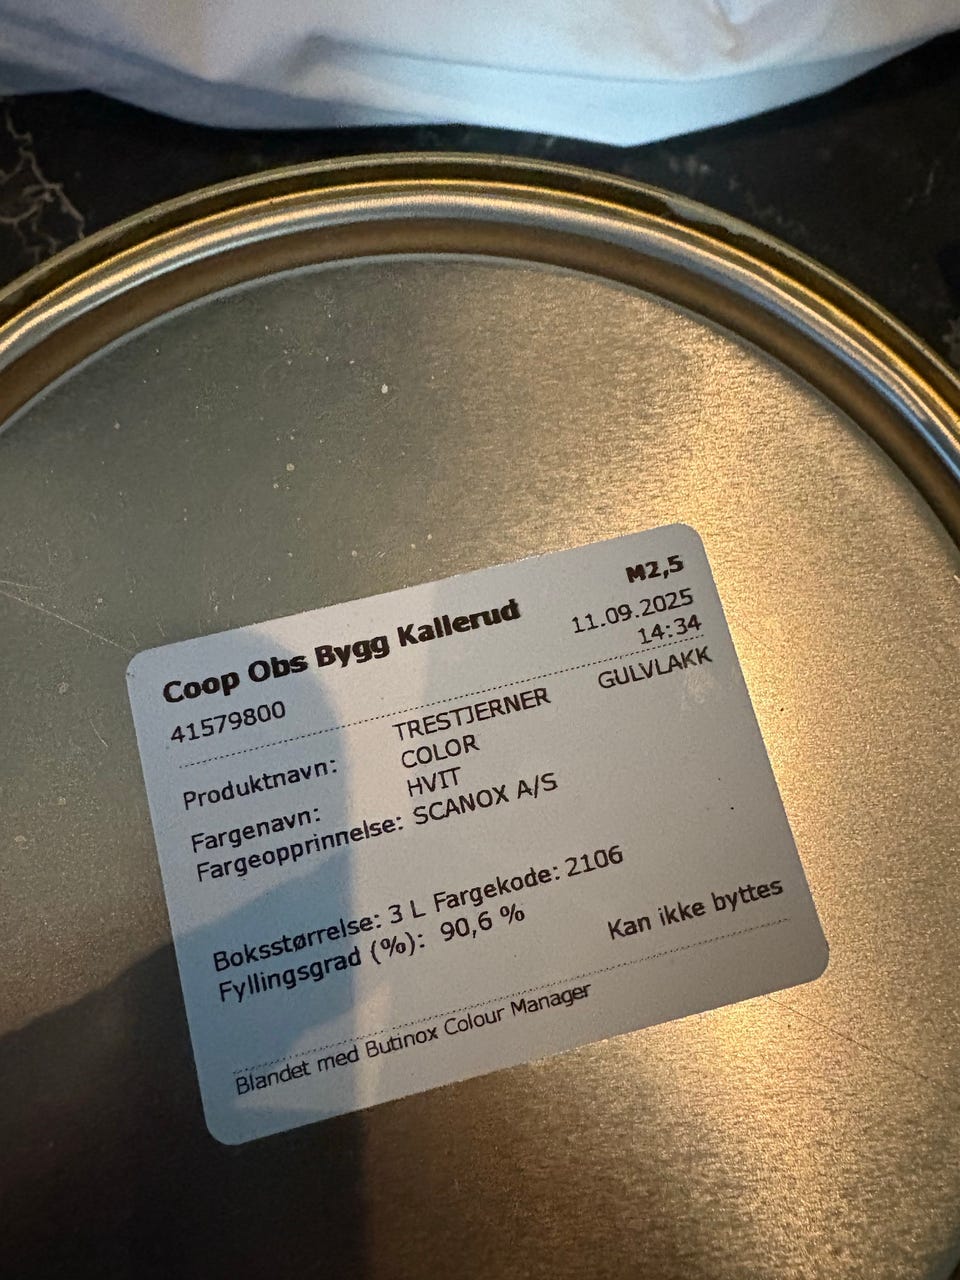 M2,5
Coop Obs Bygg Kallerud 11.09.2025
41579800 14:34
Produktnavn: TRESTJERNER GULVLAKK
COLOR
Fargenavn: HVIT
Fargeopprinnelse: SCANOX A/S
Boksstørrelse: 3 L Fargekode: 2106
Fyllingsgrad (%): 90,6 %
Kan ikke byttes
Blandet med Butinox Colour Manager